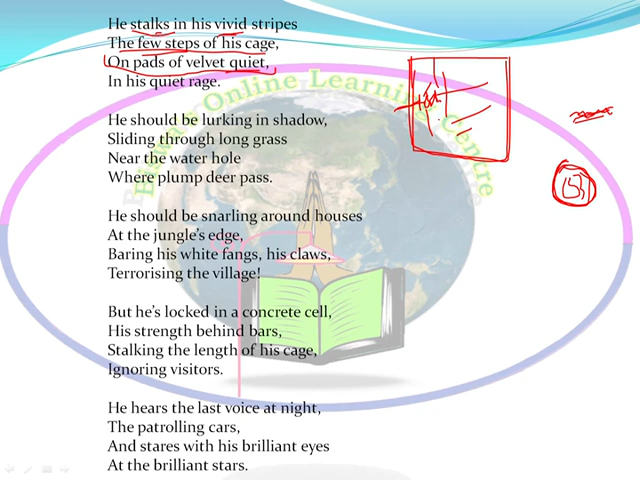 He stalks in his vivid stripes
The few steps of his cage,
On pads of velvet quiet,
In his quiet rage.
He should be lurking in shadow,
Sliding through long grass
Near the water hole
Where plump deer pass.
He should be snarling around houses
At the jungle's edge,
Baring his white fangs, his claws,
Terrorising the village!
But he's locked in a concrete cell,
His strength behind bars,
Stalking the length of his cage,
Ignoring visitors.
He hears the last voice at night,
The patrolling cars,
And stares with his brilliant eyes
At the brilliant stars.
Online Learning Centre